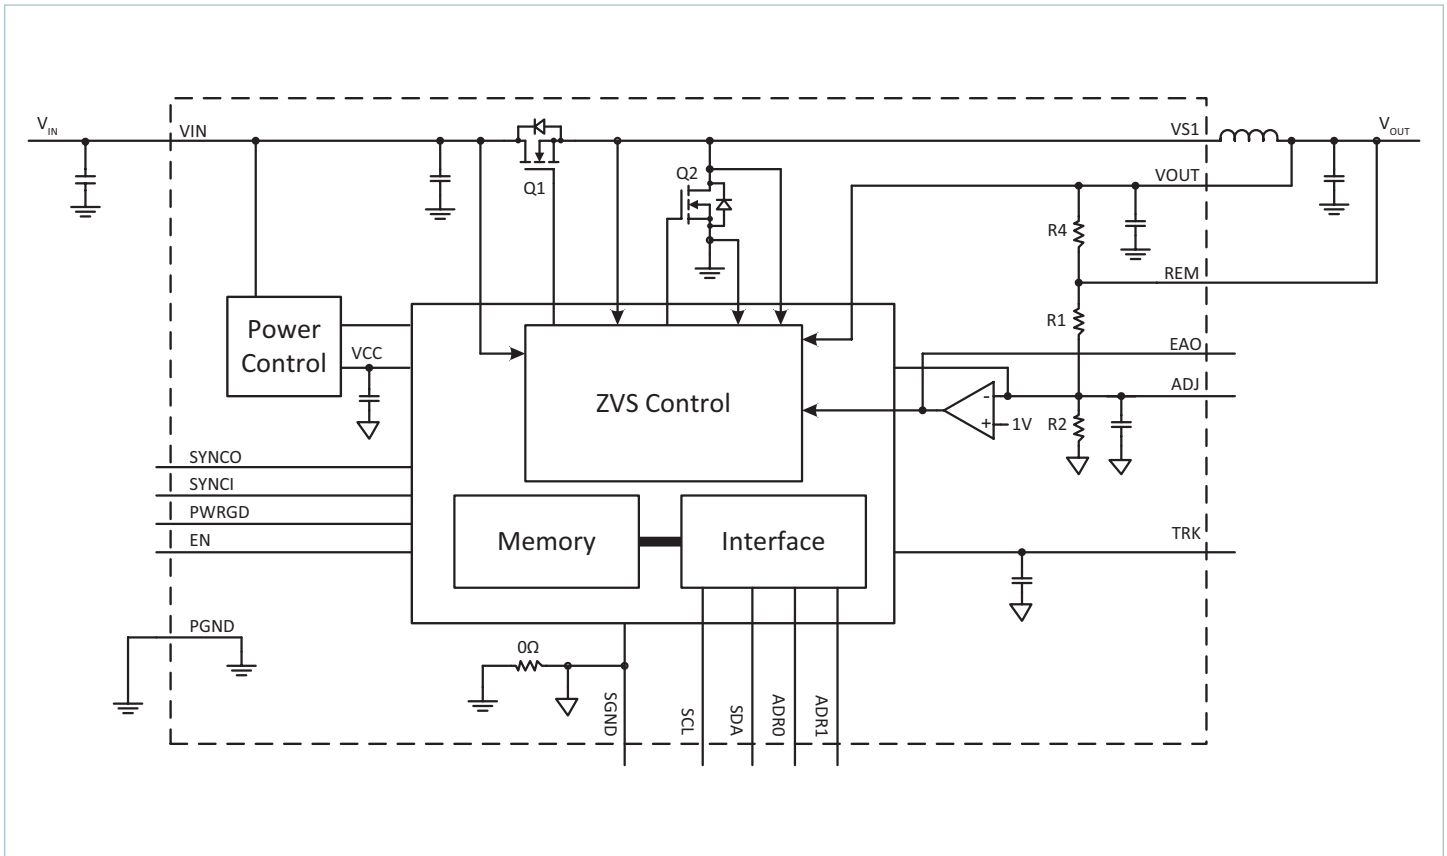 VIN
VIN
VS1
VOUT
Q1
Q2
VOUT
R4
REM
R1
Power
Control
VCC
EAO
ADJ
ZVS Control
-
+
1V
R2
SYNCO
SYNCI
PWRGD
EN
Memory
Interface
TRK
PGND
0Ω
SGND
SCL
SDA
ADR0
ADR1